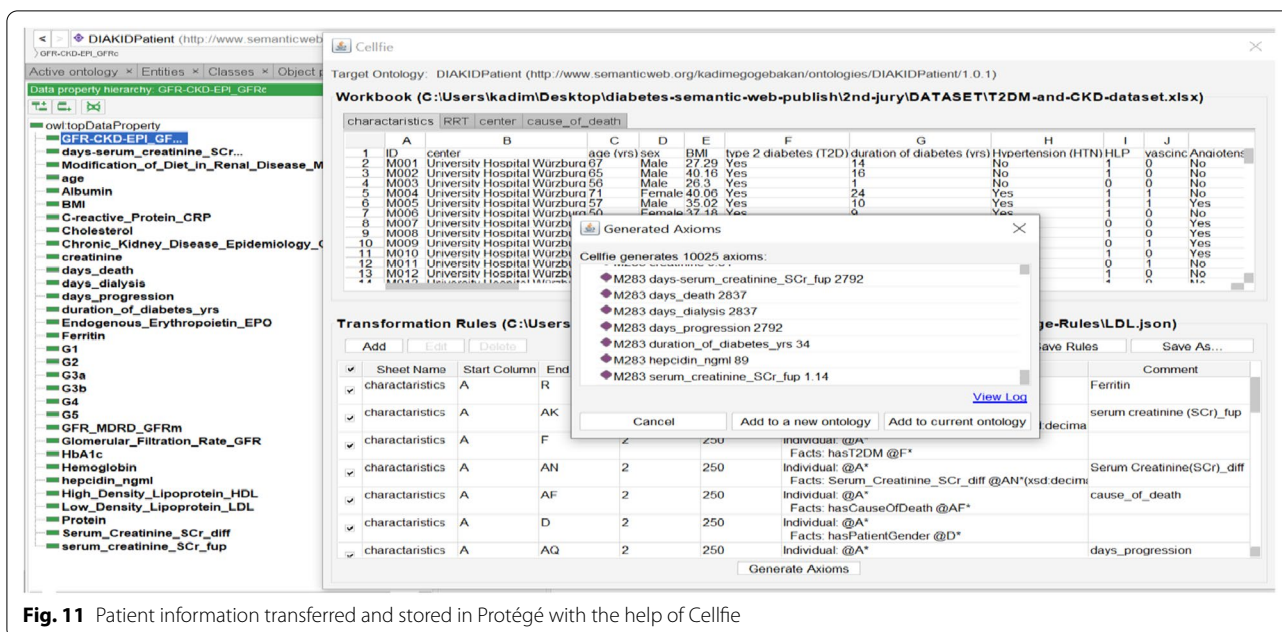 < > DIAKIDPatient (http://www.semanticweb
GFR-CKD-EPI_GFRc
Active ontology × Entities × Classes × Object p
Data property hierarchy: GFR-CKD-EPI_GFRc
owl:topDataProperty
GFR-CKD-EPI_GF...
days-serum_creatinine_SCr...
Modification_of_Diet_in_Renal_Disease_M
age
Albumin
BMI
C-reactive_Protein_CRP
Cholesterol
Chronic_Kidney_Disease_Epidemiology_C
creatinine
days_death
days_dialysis
days_progression
duration_of_diabetes_yrs
Endogenous_Erythropoietin_EPO
Ferritin
G1
G2
G3a
G3b
G4
G5
GFR_MDRD_GFRm
Glomerular_Filtration_Rate_GFR
HbA1c
Hemoglobin
hepcidin_ngml
High_Density_Lipoprotein_HDL
Low_Density_Lipoprotein_LDL
Protein
Serum_Creatinine_SCr_diff
serum_creatinine_SCr_fup
Cellfie
Target Ontology: DIAKIDPatient (http://www.semanticweb.org/kadimegogebakan/ontologies/DIAKIDPatient/1.0.1)
Workbook (C:\Users\kadim\Desktop\diabetes-semantic-web-publish\2nd-jury\DATASET\T2DM-and-CKD-dataset.xlsx)
charactaristics RRT center cause_of_death
A B C D E F G H I J
1 ID center age (vrs) sex BMI type 2 diabetes (T2D) duration of diabetes (vrs) Hypertension (HTN) HLP vascinc Angiotens
2 M001 University Hospital Würzburg 67 Male 27.29 Yes 14 No 1 0 No
3 M002 University Hospital Würzburg 65 Male 40.16 Yes 16 No 1 0 No
4 M003 University Hospital Würzburg 56 Male 26.3 Yes 1 No 0 0 No
5 M004 University Hospital Würzburg 71 Female 40.06 Yes 24 Yes 1 1 No
6 M005 University Hospital Würzburg 57 Male 35.02 Yes 10 Yes 1 1 Yes
7 M006 University Hospital Würzburg 50 Female 37.18 Yes 9 Yes 1 0 No
8 M007 University Hospital Würzb 0 0 Yes
9 M008 University Hospital Würzb 1 0 Yes
10 M009 University Hospital Würzb 0 1 Yes
11 M010 University Hospital Würzb 1 0 Yes
12 M011 University Hospital Würzb 0 1 No
13 M012 University Hospital Würzb 1 0 No
Generated Axioms
Cellfie generates 10025 axioms:
M283 days-serum_creatinine_SCr_fup 2792
M283 days_death 2837
M283 days_dialysis 2837
M283 days_progression 2792
M283 duration_of_diabetes_yrs 34
M283 hepcidin_ngml 89
M283 serum_creatinine_SCr_fup 1.14
View Log
Cancel Add to a new ontology Add to current ontology
Transformation Rules (C:\Users ge-Rules\LDL.json)
Add Edit Delete Save Rules Save As...
Sheet Name Start Column End Comment
charactaristics A R Ferritin
charactaristics A AK serum creatinine (SCr)_fup
d:decima
charactaristics A F 2 250 Individual: @A*
Facts: hasT2DM @F*
charactaristics A AN 2 250 Individual: @A* Serum Creatinine(SCr)_diff
Facts: Serum_Creatinine_SCr_diff @AN*(xsd:decima
charactaristics A AF 2 250 Individual: @A* cause_of_death
Facts: hasCauseOfDeath @AF*
charactaristics A D 2 250 Individual: @A*
Facts: hasPatientGender @D*
charactaristics A AQ 2 250 Individual: @A* days_progression
Generate Axioms
Fig. 11 Patient information transferred and stored in Protégé with the help of Cellfie